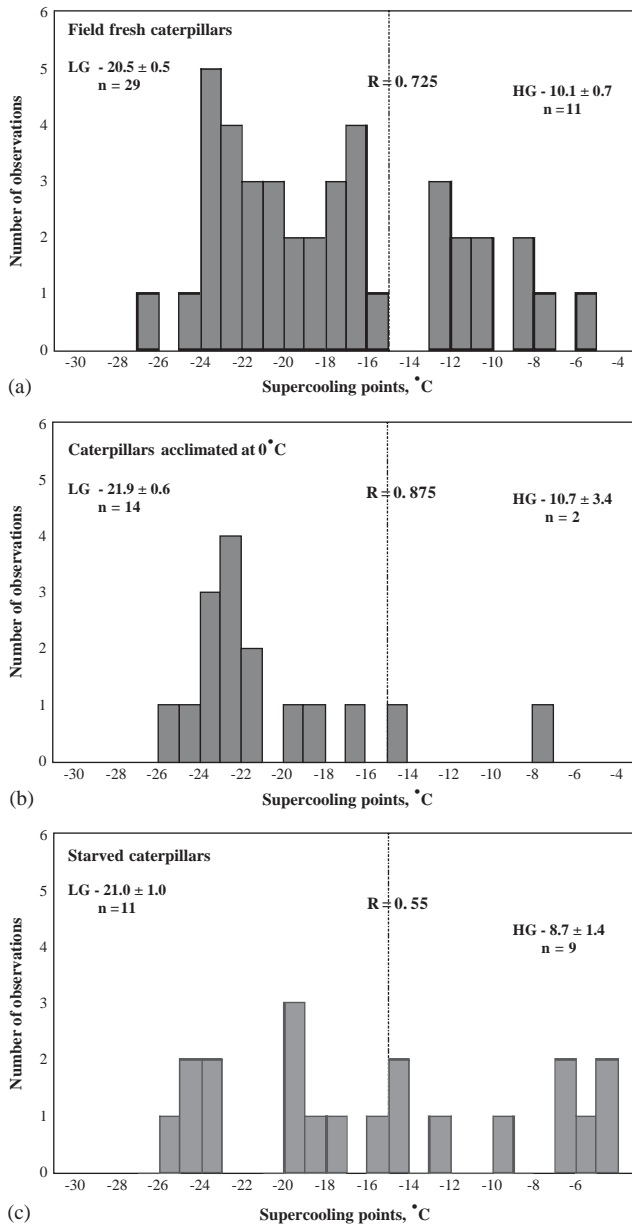 Field fresh caterpillars
LG - 20.5 ± 0.5
n = 29
R = 0.725
HG - 10.1 ± 0.7
n = 11
Number of observations
6
5
4
3
2
1
0
-30 -28 -26 -24 -22 -20 -18 -16 -14 -12 -10 -8 -6 -4
(a)
Supercooling points, °C
Caterpillars acclimated at 0°C
LG - 21.9 ± 0.6
n = 14
R = 0.875
HG - 10.7 ± 3.4
n = 2
Number of observations
6
5
4
3
2
1
0
-30 -28 -26 -24 -22 -20 -18 -16 -14 -12 -10 -8 -6 -4
(b)
Supercooling points, °C
Starved caterpillars
LG - 21.0 ± 1.0
n = 11
R = 0.55
HG - 8.7 ± 1.4
n = 9
Number of observations
6
5
4
3
2
1
0
-30 -28 -26 -24 -22 -20 -18 -16 -14 -12 -10 -8 -6
(c)
Supercooling points, °C